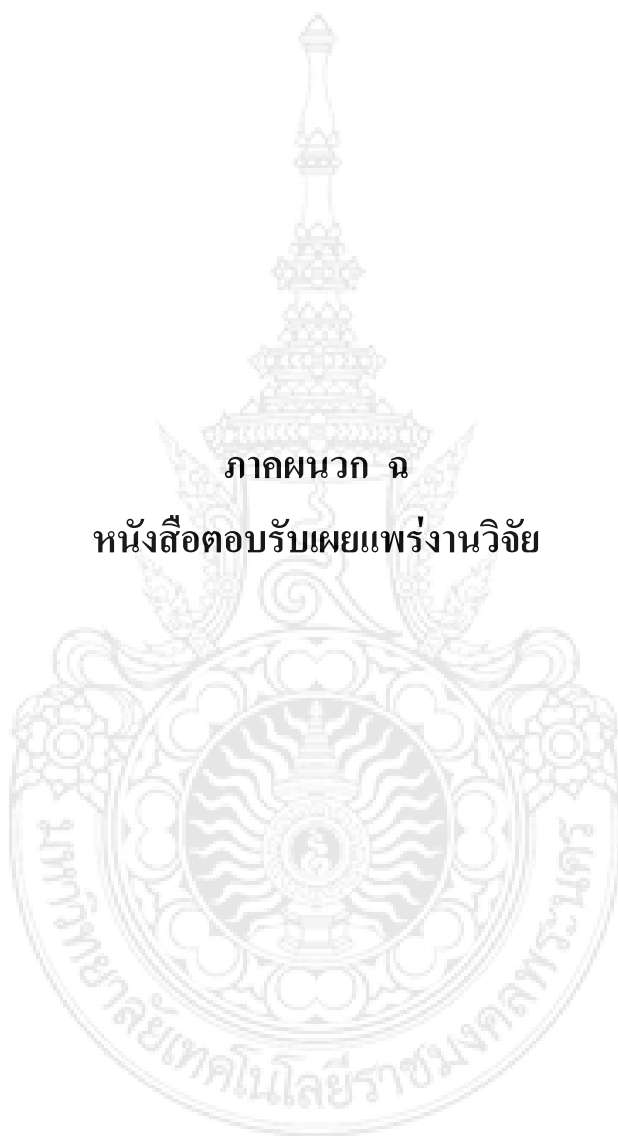 ภาคผนวก ฉ
หนังสือตอบรับเผยแพร่งานวิจัย
มหาวิทยาลัยเทคโนโลยีราชมงคลพระนคร